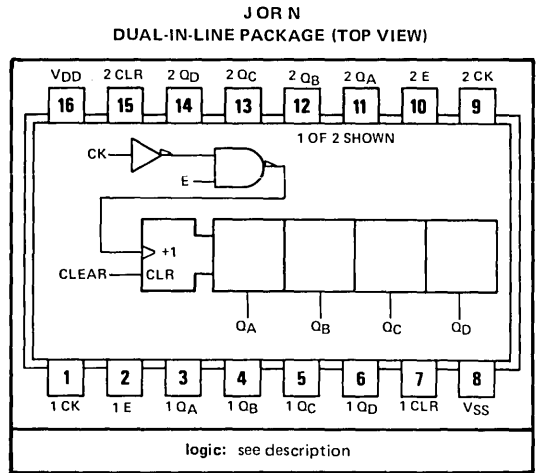 J OR N
DUAL-IN-LINE PACKAGE (TOP VIEW)
VDD 2 CLR 2 QD 2 QC 2 QB 2 QA 2 E 2 CK
16 15 14 13 12 11 10 9
1 OF 2 SHOWN
CK
E
+1
CLEAR CLR
QA QB QC QD
1 2 3 4 5 6 7 8
1 CK 1 E 1 QA 1 QB 1 QC 1 QD 1 CLR VSS
logic: see description